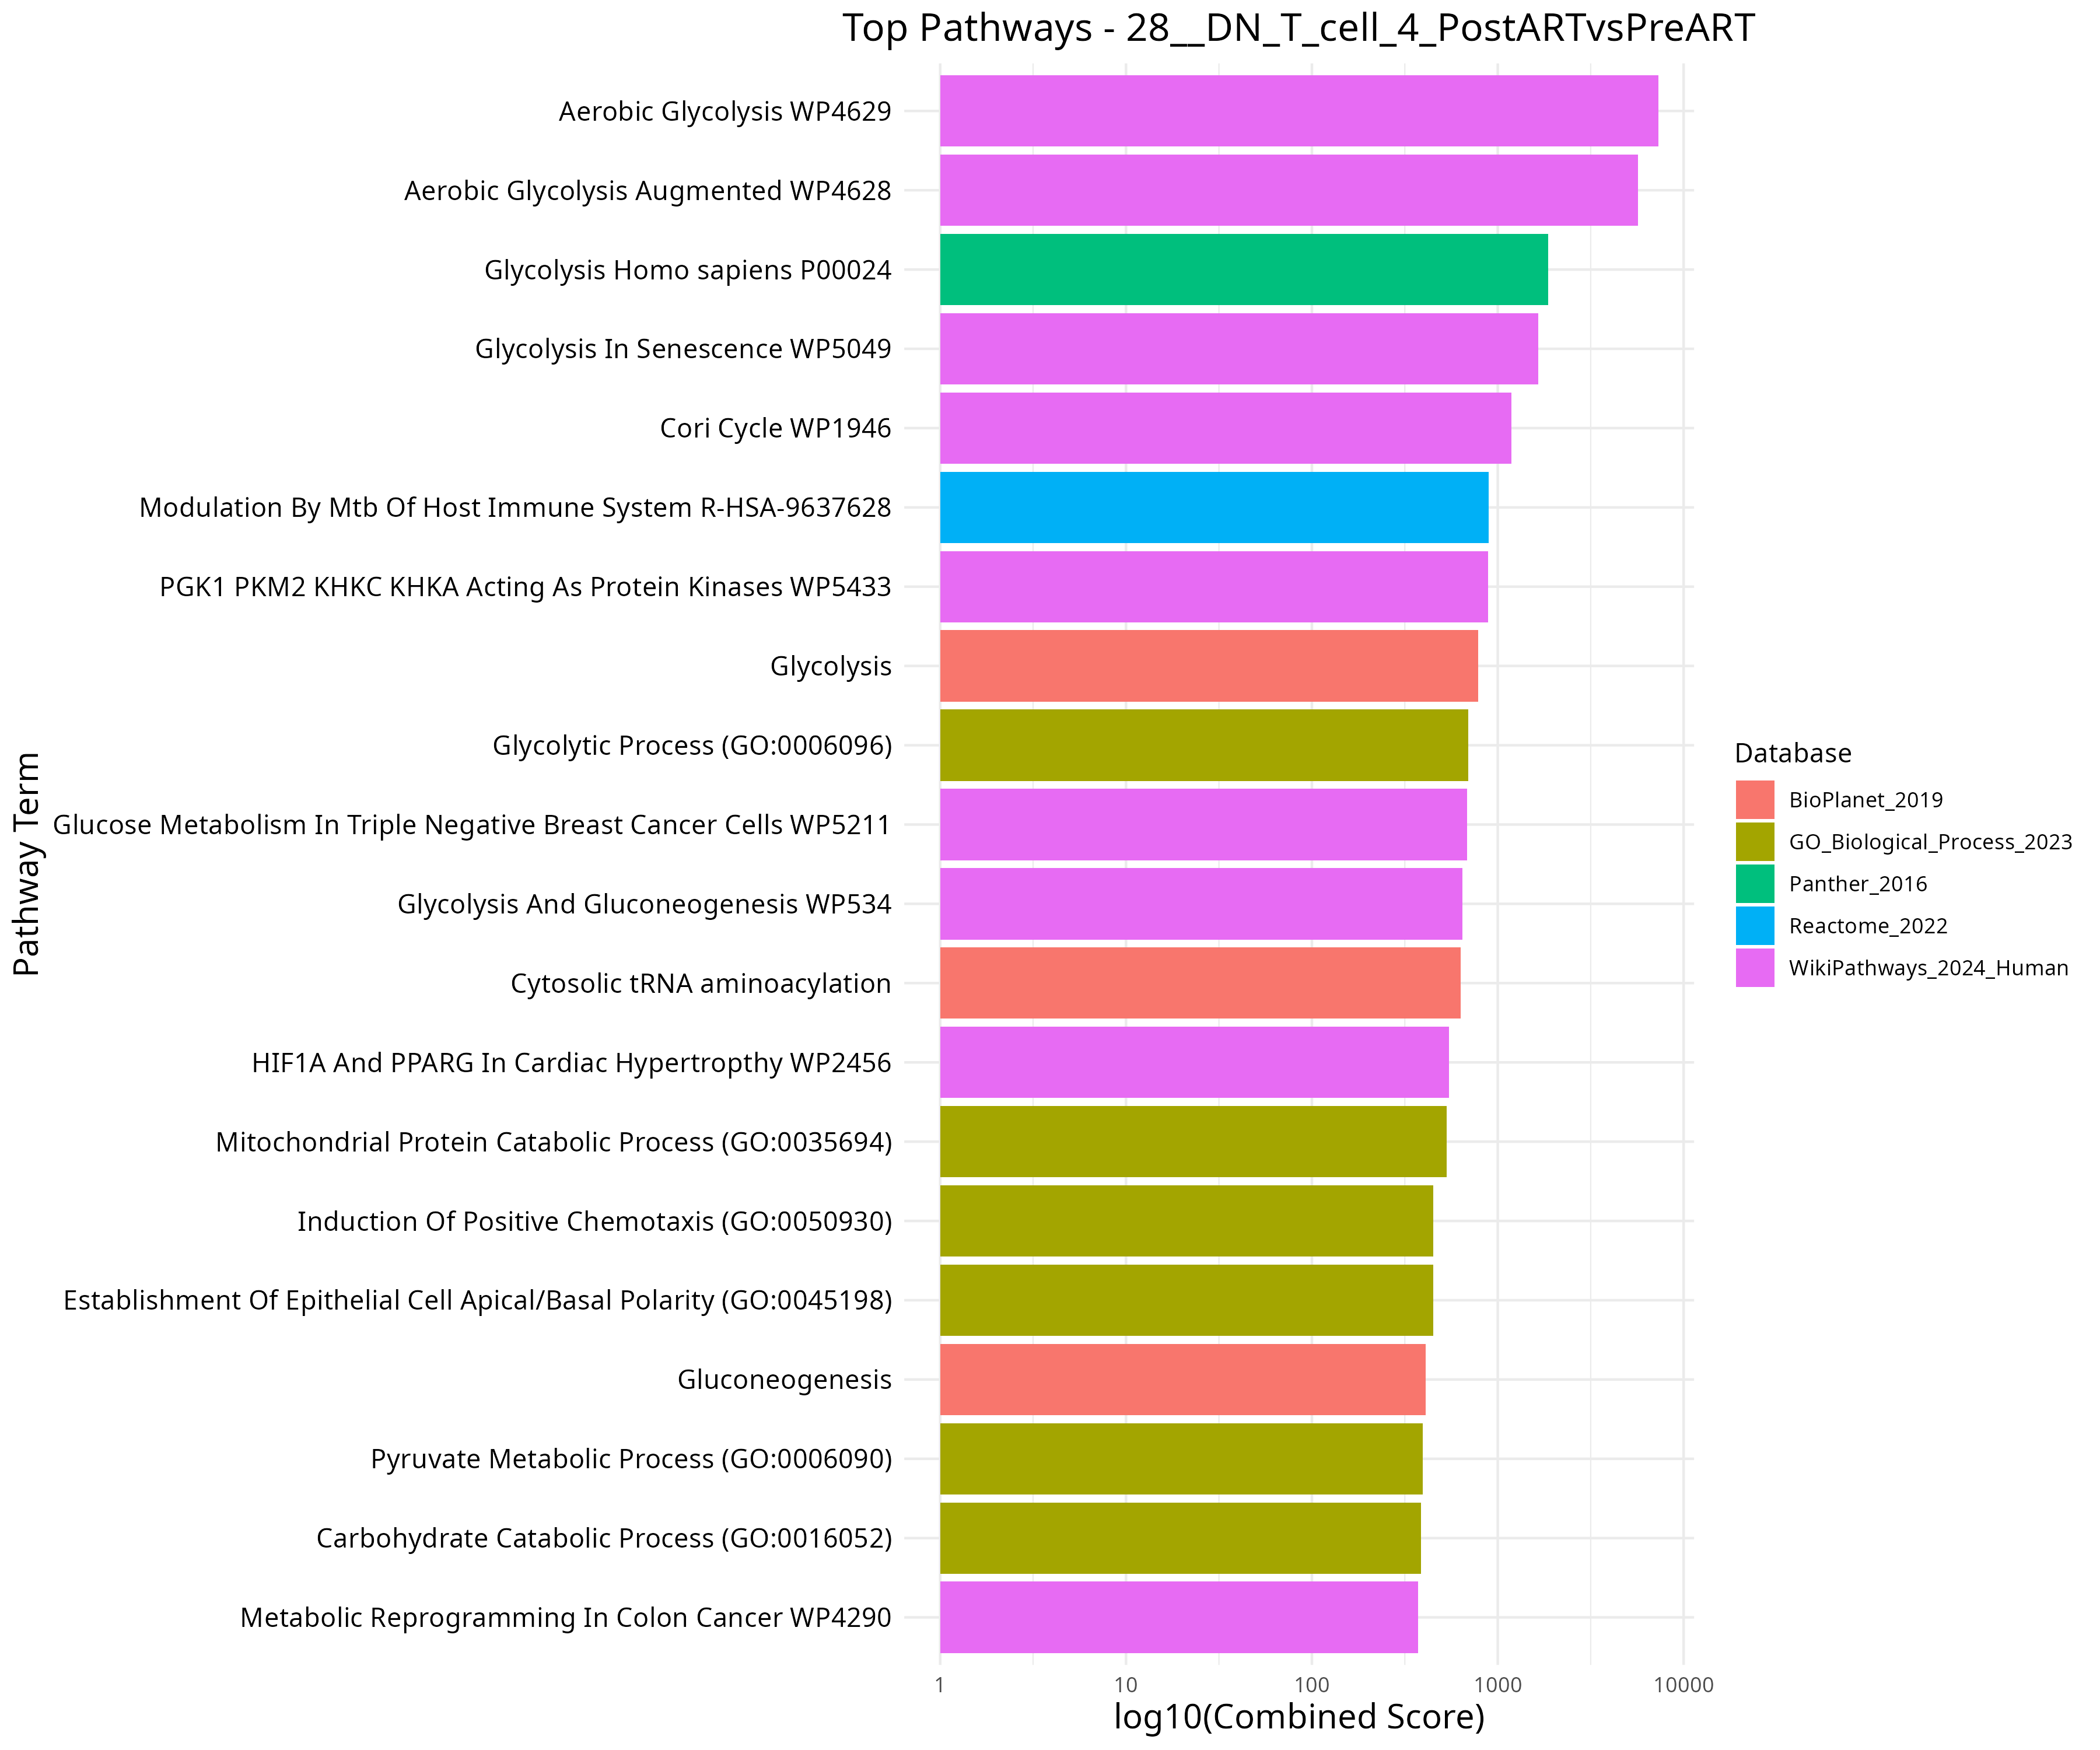 Top Pathways - 28__DN_T_cell_4_PostARTvsPreART
Pathway Term
Aerobic Glycolysis WP4629
Aerobic Glycolysis Augmented WP4628
Glycolysis Homo sapiens P00024
Glycolysis In Senescence WP5049
Cori Cycle WP1946
Modulation By Mtb Of Host Immune System R-HSA-9637628
PGK1 PKM2 KHKC KHKA Acting As Protein Kinases WP5433
Glycolysis
Glycolytic Process (GO:0006096)
Glucose Metabolism In Triple Negative Breast Cancer Cells WP5211
Glycolysis And Gluconeogenesis WP534
Cytosolic tRNA aminoacylation
HIF1A And PPARG In Cardiac Hypertropthy WP2456
Mitochondrial Protein Catabolic Process (GO:0035694)
Induction Of Positive Chemotaxis (GO:0050930)
Establishment Of Epithelial Cell Apical/Basal Polarity (GO:0045198)
Gluconeogenesis
Pyruvate Metabolic Process (GO:0006090)
Carbohydrate Catabolic Process (GO:0016052)
Metabolic Reprogramming In Colon Cancer WP4290
1 10 100 1000 10000
log10(Combined Score)
Database
BioPlanet_2019
GO_Biological_Process_2023
Panther_2016
Reactome_2022
WikiPathways_2024_Human